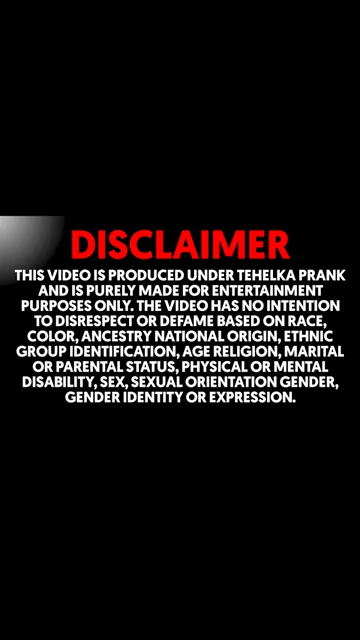 DISCLAIMER
THIS VIDEO IS PRODUCED UNDER TEHELKA PRANK
AND IS PURELY MADE FOR ENTERTAINMENT
PURPOSES ONLY. THE VIDEO HAS NO INTENTION
TO DISRESPECT OR DEFAME BASED ON RACE,
COLOR, ANCESTRY NATIONAL ORIGIN, ETHNIC
GROUP IDENTIFICATION, AGE RELIGION, MARITAL
OR PARENTAL STATUS, PHYSICAL OR MENTAL
DISABILITY, SEX, SEXUAL ORIENTATION GENDER,
GENDER IDENTITY OR EXPRESSION.